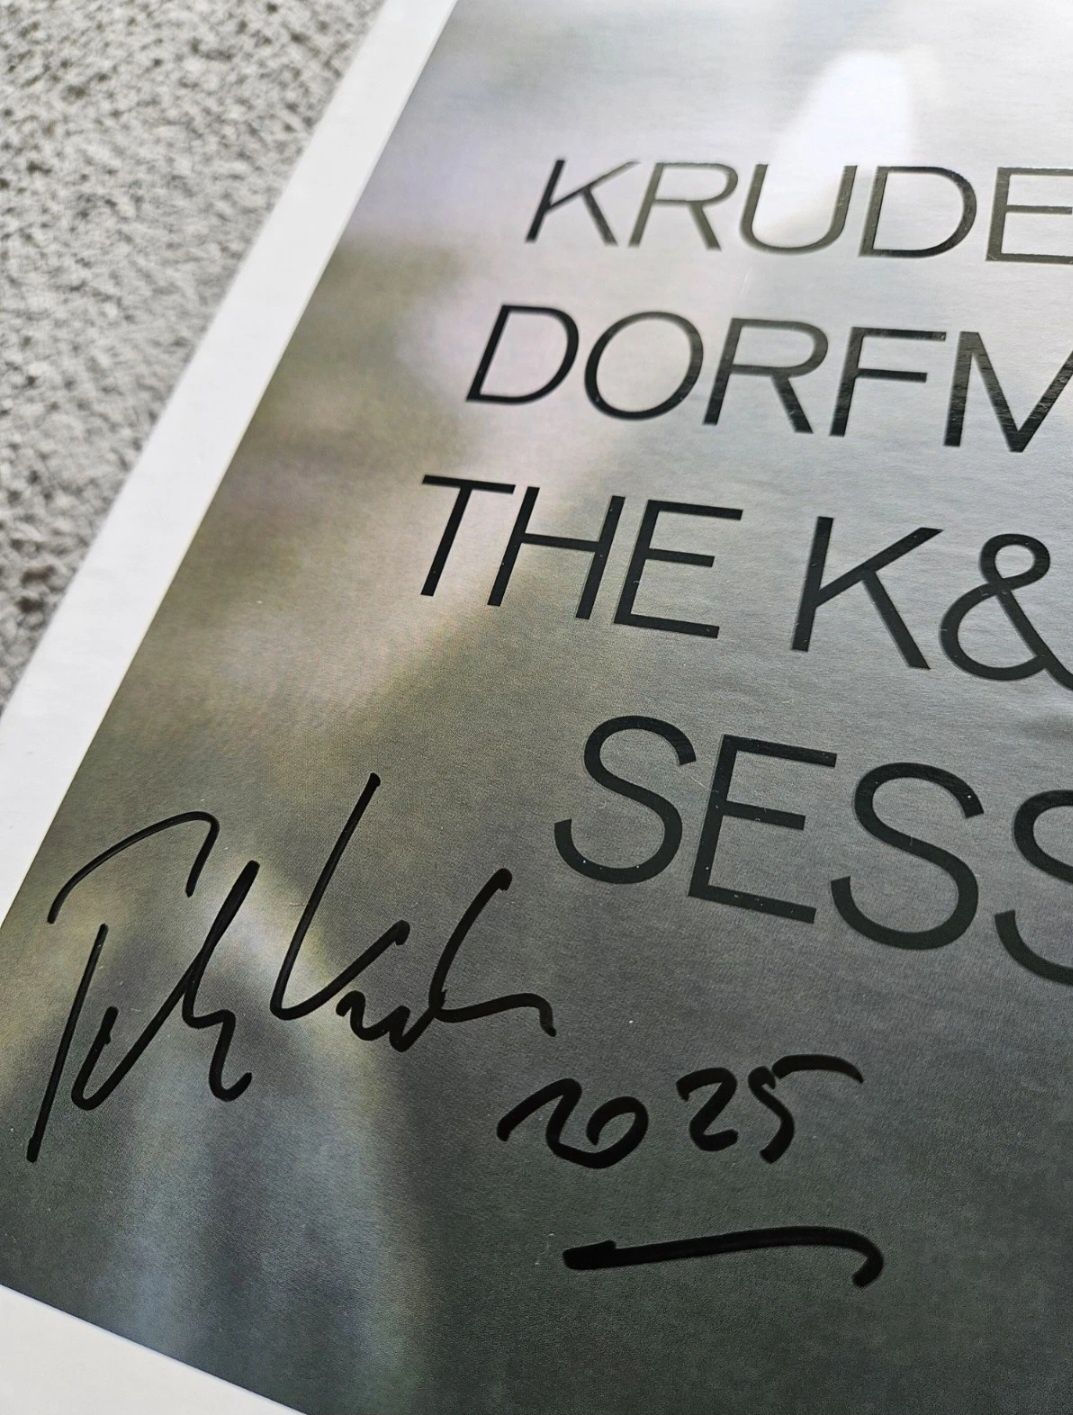 KRUDE
DORFM
THE K&
SESS
2025